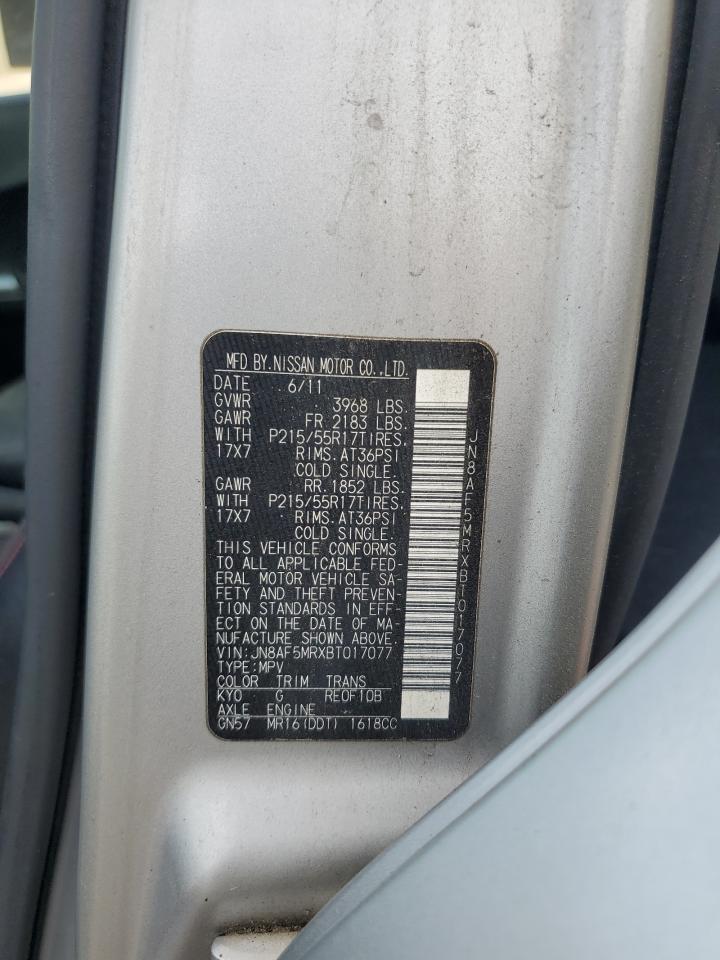 MFD BY.NISSAN MOTOR CO.,LTD.
DATE 6/11
GVWR 3968 LBS.
GAWR FR. 2183 LBS.
WITH P215/55R17TIRES,
17X7 RIMS.AT36PSI
COLD SINGLE.
GAWR RR. 1852 LBS.
WITH P215/55R17TIRES,
17X7 RIMS.AT36PSI
COLD SINGLE.
THIS VEHICLE CONFORMS
TO ALL APPLICABLE FED-
ERAL MOTOR VEHICLE SA-
FETY AND THEFT PREVEN-
TION STANDARDS IN EFF-
ECT ON THE DATE OF MA-
NUFACTURE SHOWN ABOVE.
VIN:JN8AF5MRXBT017077
TYPE:MPV
COLOR TRIM TRANS
KY0 G RE0F10B
AXLE ENGINE
GN57 MR16(DDT) 1618CC
JN8AF5MRXBT017077